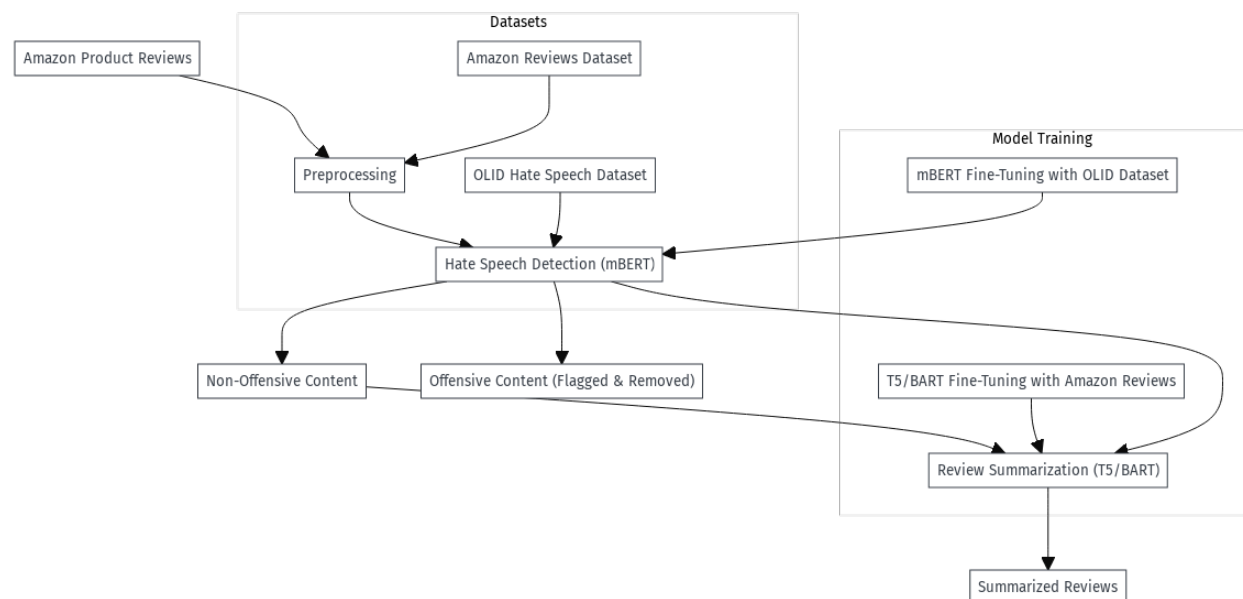 Datasets
Amazon Product Reviews
Amazon Reviews Dataset
Model Training
Preprocessing
OLID Hate Speech Dataset
mBERT Fine-Tuning with OLID Dataset
Hate Speech Detection (mBERT)
Non-Offensive Content
Offensive Content (Flagged & Removed)
T5/BART Fine-Tuning with Amazon Reviews
Review Summarization (T5/BART)
Summarized Reviews